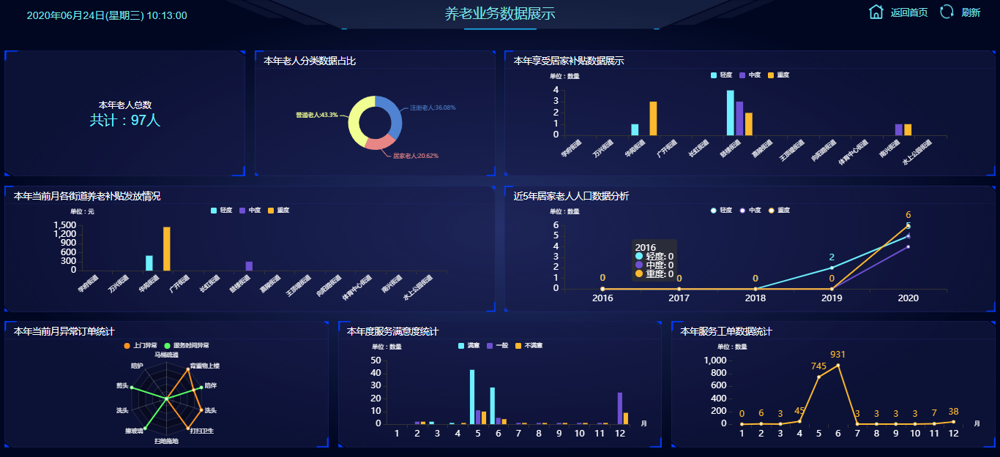 2020年06月24日(星期三) 10:13:00
养老业务数据展示
返回首页
刷新
本年老人总数
共计：97人
本年老人分类数据占比
普通老人:43.3%
注册老人:36.08%
居家老人:20.62%
本年享受居家补贴数据展示
单位：数量
轻度 中度 重度
4
3
2
1
0
学府街道 万兴街道 华苑街道 广开街道 长虹街道 鼓楼街道 嘉陵街道 王顶堤街道 向阳路街道 体育中心街道 南兴街道 水上公园街道
本年当前月各街道养老补贴发放情况
单位：元
轻度 中度 重度
1,500
1,200
900
600
300
0
学府街道 万兴街道 华苑街道 广开街道 长虹街道 鼓楼街道 嘉陵街道 王顶堤街道 向阳路街道 体育中心街道 南兴街道 水上公园街道
近5年居家老人人口数据分析
单位：数量
轻度 中度 重度
6
5
4
3
2
1
0
2016
轻度: 0
中度: 0
重度: 0
0 0 0 2 0 6 5 4
2016 2017 2018 2019 2020
本年当前月异常订单统计
上门异常 服务时间异常
马桶疏通
陪护 背重物上楼
剪头 陪伴
洗头 洗头
擦玻璃 打扫卫生
扫地拖地
本年度服务满意度统计
单位：数量
满意 一般 不满意
50
40
30
20
10
0
1 2 3 4 5 6 7 8 9 10 11 12
月
本年服务工单数据统计
单位：数量
1,000
800
600
400
200
0
0 6 3 45 745 931 3 3 3 3 7 38
1 2 3 4 5 6 7 8 9 10 11 12
月